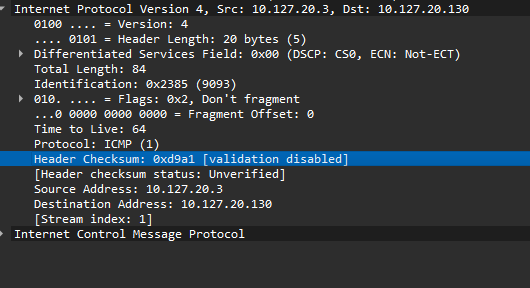 Internet Protocol Version 4, Src: 10.127.20.3, Dst: 10.127.20.130
0100 .... = Version: 4
.... 0101 = Header Length: 20 bytes (5)
Differentiated Services Field: 0x00 (DSCP: CS0, ECN: Not-ECT)
Total Length: 84
Identification: 0x2385 (9093)
010. .... = Flags: 0x2, Don't fragment
...0 0000 0000 0000 = Fragment Offset: 0
Time to Live: 64
Protocol: ICMP (1)
Header Checksum: 0xd9a1 [validation disabled]
[Header checksum status: Unverified]
Source Address: 10.127.20.3
Destination Address: 10.127.20.130
[Stream index: 1]
Internet Control Message Protocol